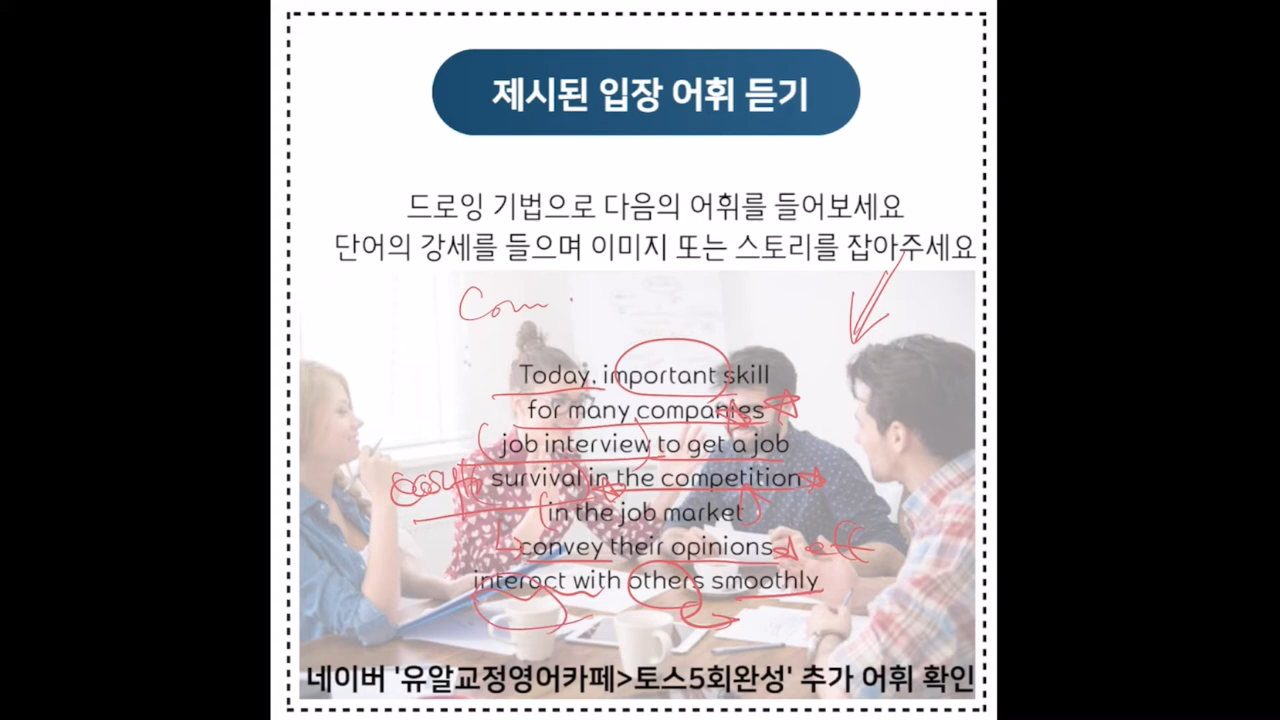 제시된 입장 어휘 듣기
드로잉 기법으로 다음의 어휘를 들어보세요
단어의 강세를 들으며 이미지 또는 스토리를 잡아주세요
Com
Today, important skill
for many companies
job interview to get a job
survival in the competition
in the job market
convey their opinions eff
interact with others smoothly
네이버 '유알교정영어카페>토스5회완성' 추가 어휘 확인